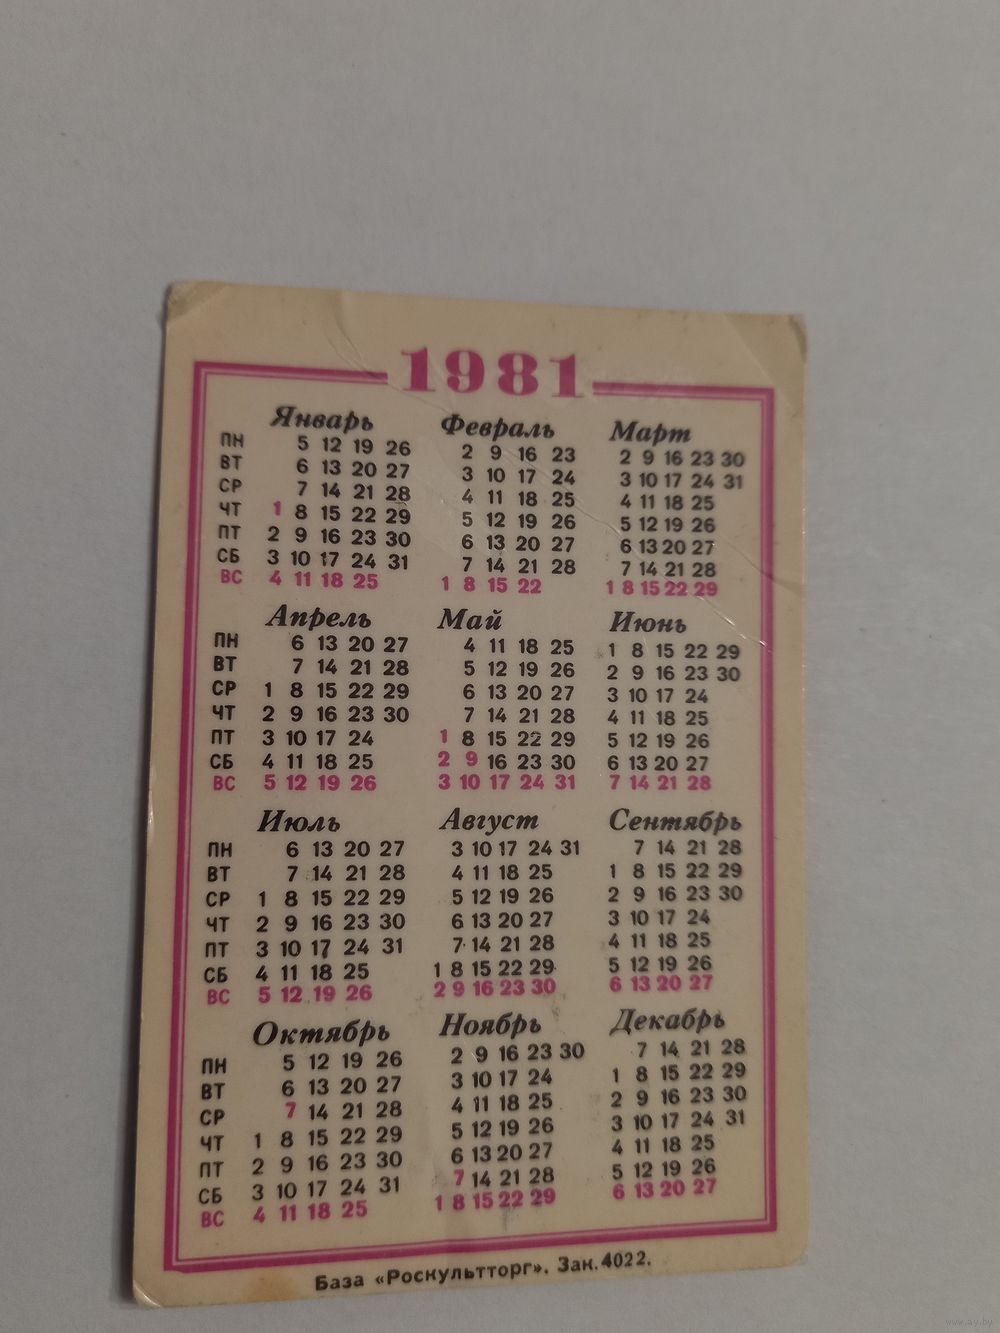 1981
Январь Февраль Март
ПН 5 12 19 26 2 9 16 23 2 9 16 23 30
ВТ 6 13 20 27 3 10 17 24 3 10 17 24 31
СР 7 14 21 28 4 11 18 25 4 11 18 25
ЧТ 1 8 15 22 29 5 12 19 26 5 12 19 26
ПТ 2 9 16 23 30 6 13 20 27 6 13 20 27
СБ 3 10 17 24 31 7 14 21 28 7 14 21 28
ВС 4 11 18 25 1 8 15 22 1 8 15 22 29
Апрель Май Июнь
ПН 6 13 20 27 4 11 18 25 1 8 15 22 29
ВТ 7 14 21 28 5 12 19 26 2 9 16 23 30
СР 1 8 15 22 29 6 13 20 27 3 10 17 24
ЧТ 2 9 16 23 30 7 14 21 28 4 11 18 25
ПТ 3 10 17 24 1 8 15 22 29 5 12 19 26
СБ 4 11 18 25 2 9 16 23 30 6 13 20 27
ВС 5 12 19 26 3 10 17 24 31 7 14 21 28
Июль Август Сентябрь
ПН 6 13 20 27 3 10 17 24 31 7 14 21 28
ВТ 7 14 21 28 4 11 18 25 1 8 15 22 29
СР 1 8 15 22 29 5 12 19 26 2 9 16 23 30
ЧТ 2 9 16 23 30 6 13 20 27 3 10 17 24
ПТ 3 10 17 24 31 7 14 21 28 4 11 18 25
СБ 4 11 18 25 1 8 15 22 29 5 12 19 26
ВС 5 12 19 26 2 9 16 23 30 6 13 20 27
Октябрь Ноябрь Декабрь
ПН 5 12 19 26 2 9 16 23 30 7 14 21 28
ВТ 6 13 20 27 3 10 17 24 1 8 15 22 29
СР 7 14 21 28 4 11 18 25 2 9 16 23 30
ЧТ 1 8 15 22 29 5 12 19 26 3 10 17 24 31
ПТ 2 9 16 23 30 6 13 20 27 4 11 18 25
СБ 3 10 17 24 31 7 14 21 28 5 12 19 26
ВС 4 11 18 25 1 8 15 22 29 6 13 20 27
База «Роскультторг». Зак. 4022.
www.ay.by